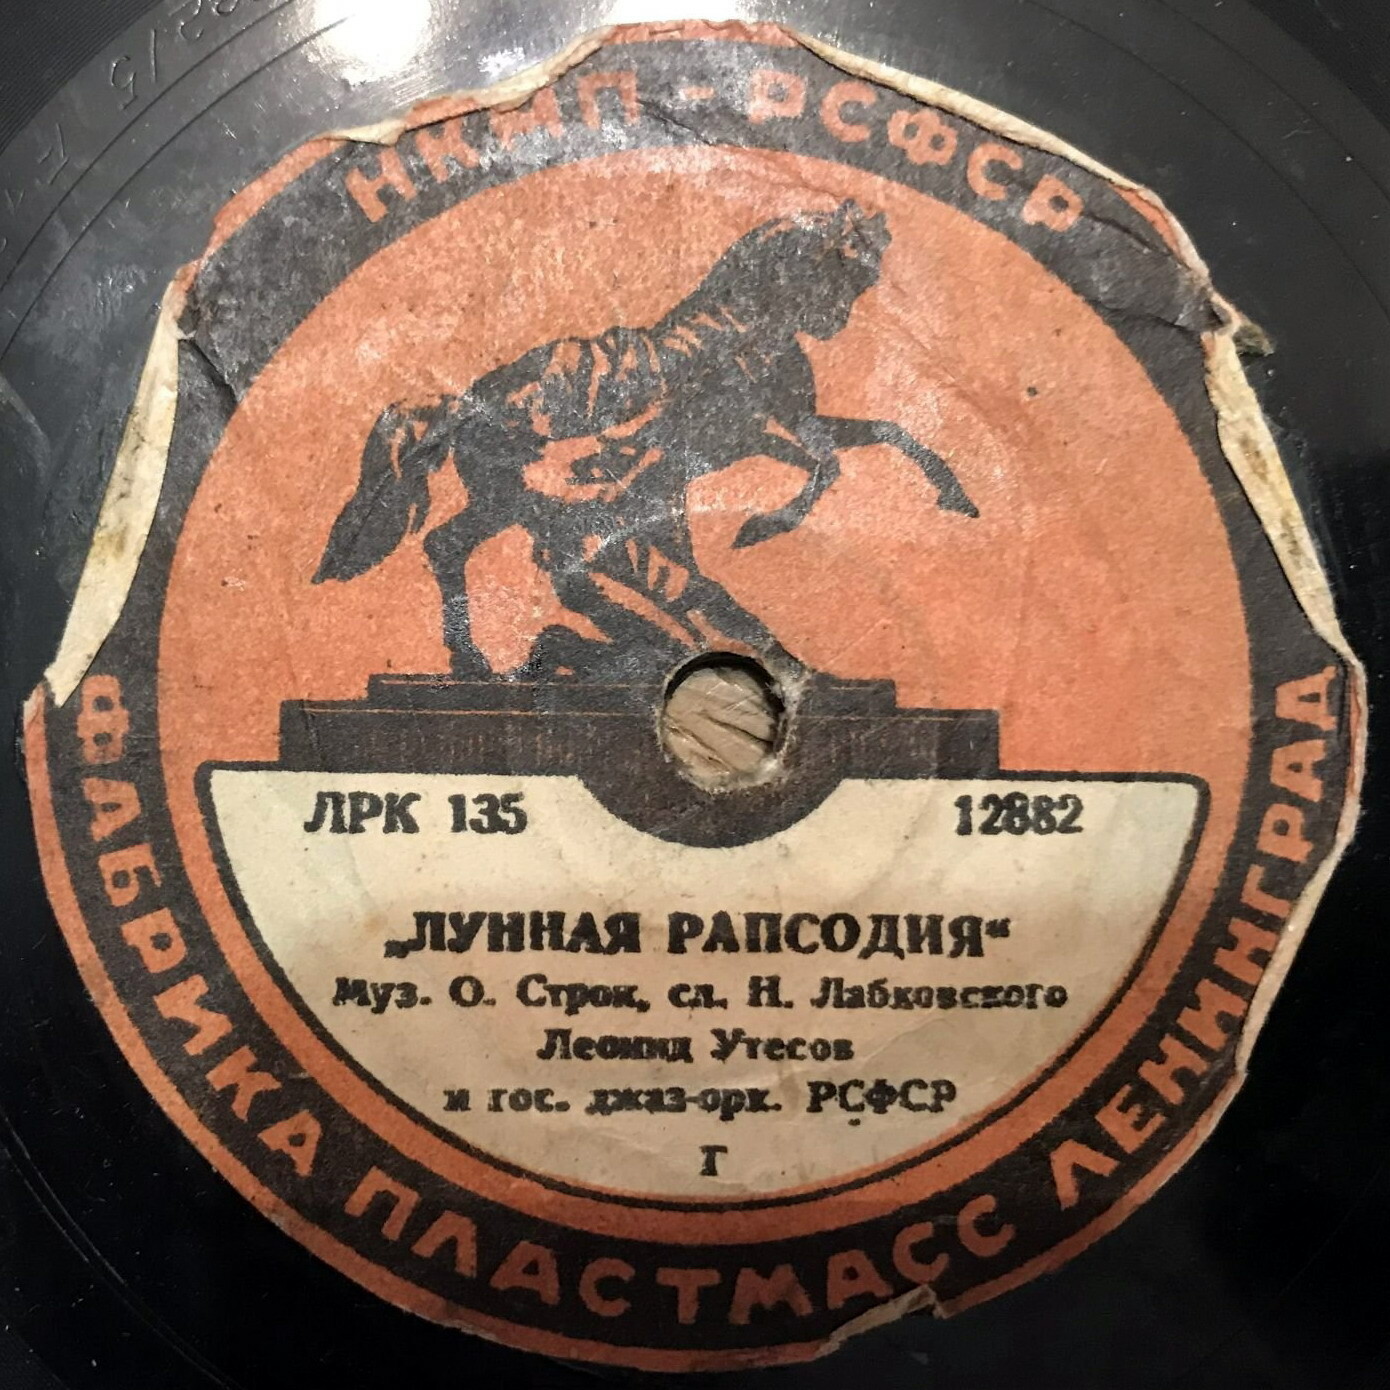 НКМП - РСФСР
ФАБРИКА ПЛАСТМАСС ЛЕНИНГРАД
ЛРК 135
12882
„ЛУННАЯ РАПСОДИЯ“
Муз. О. Строк, сл. Н. Лабковского
Леонид Утесов
и гос. джаз-орк. РСФСР
Г